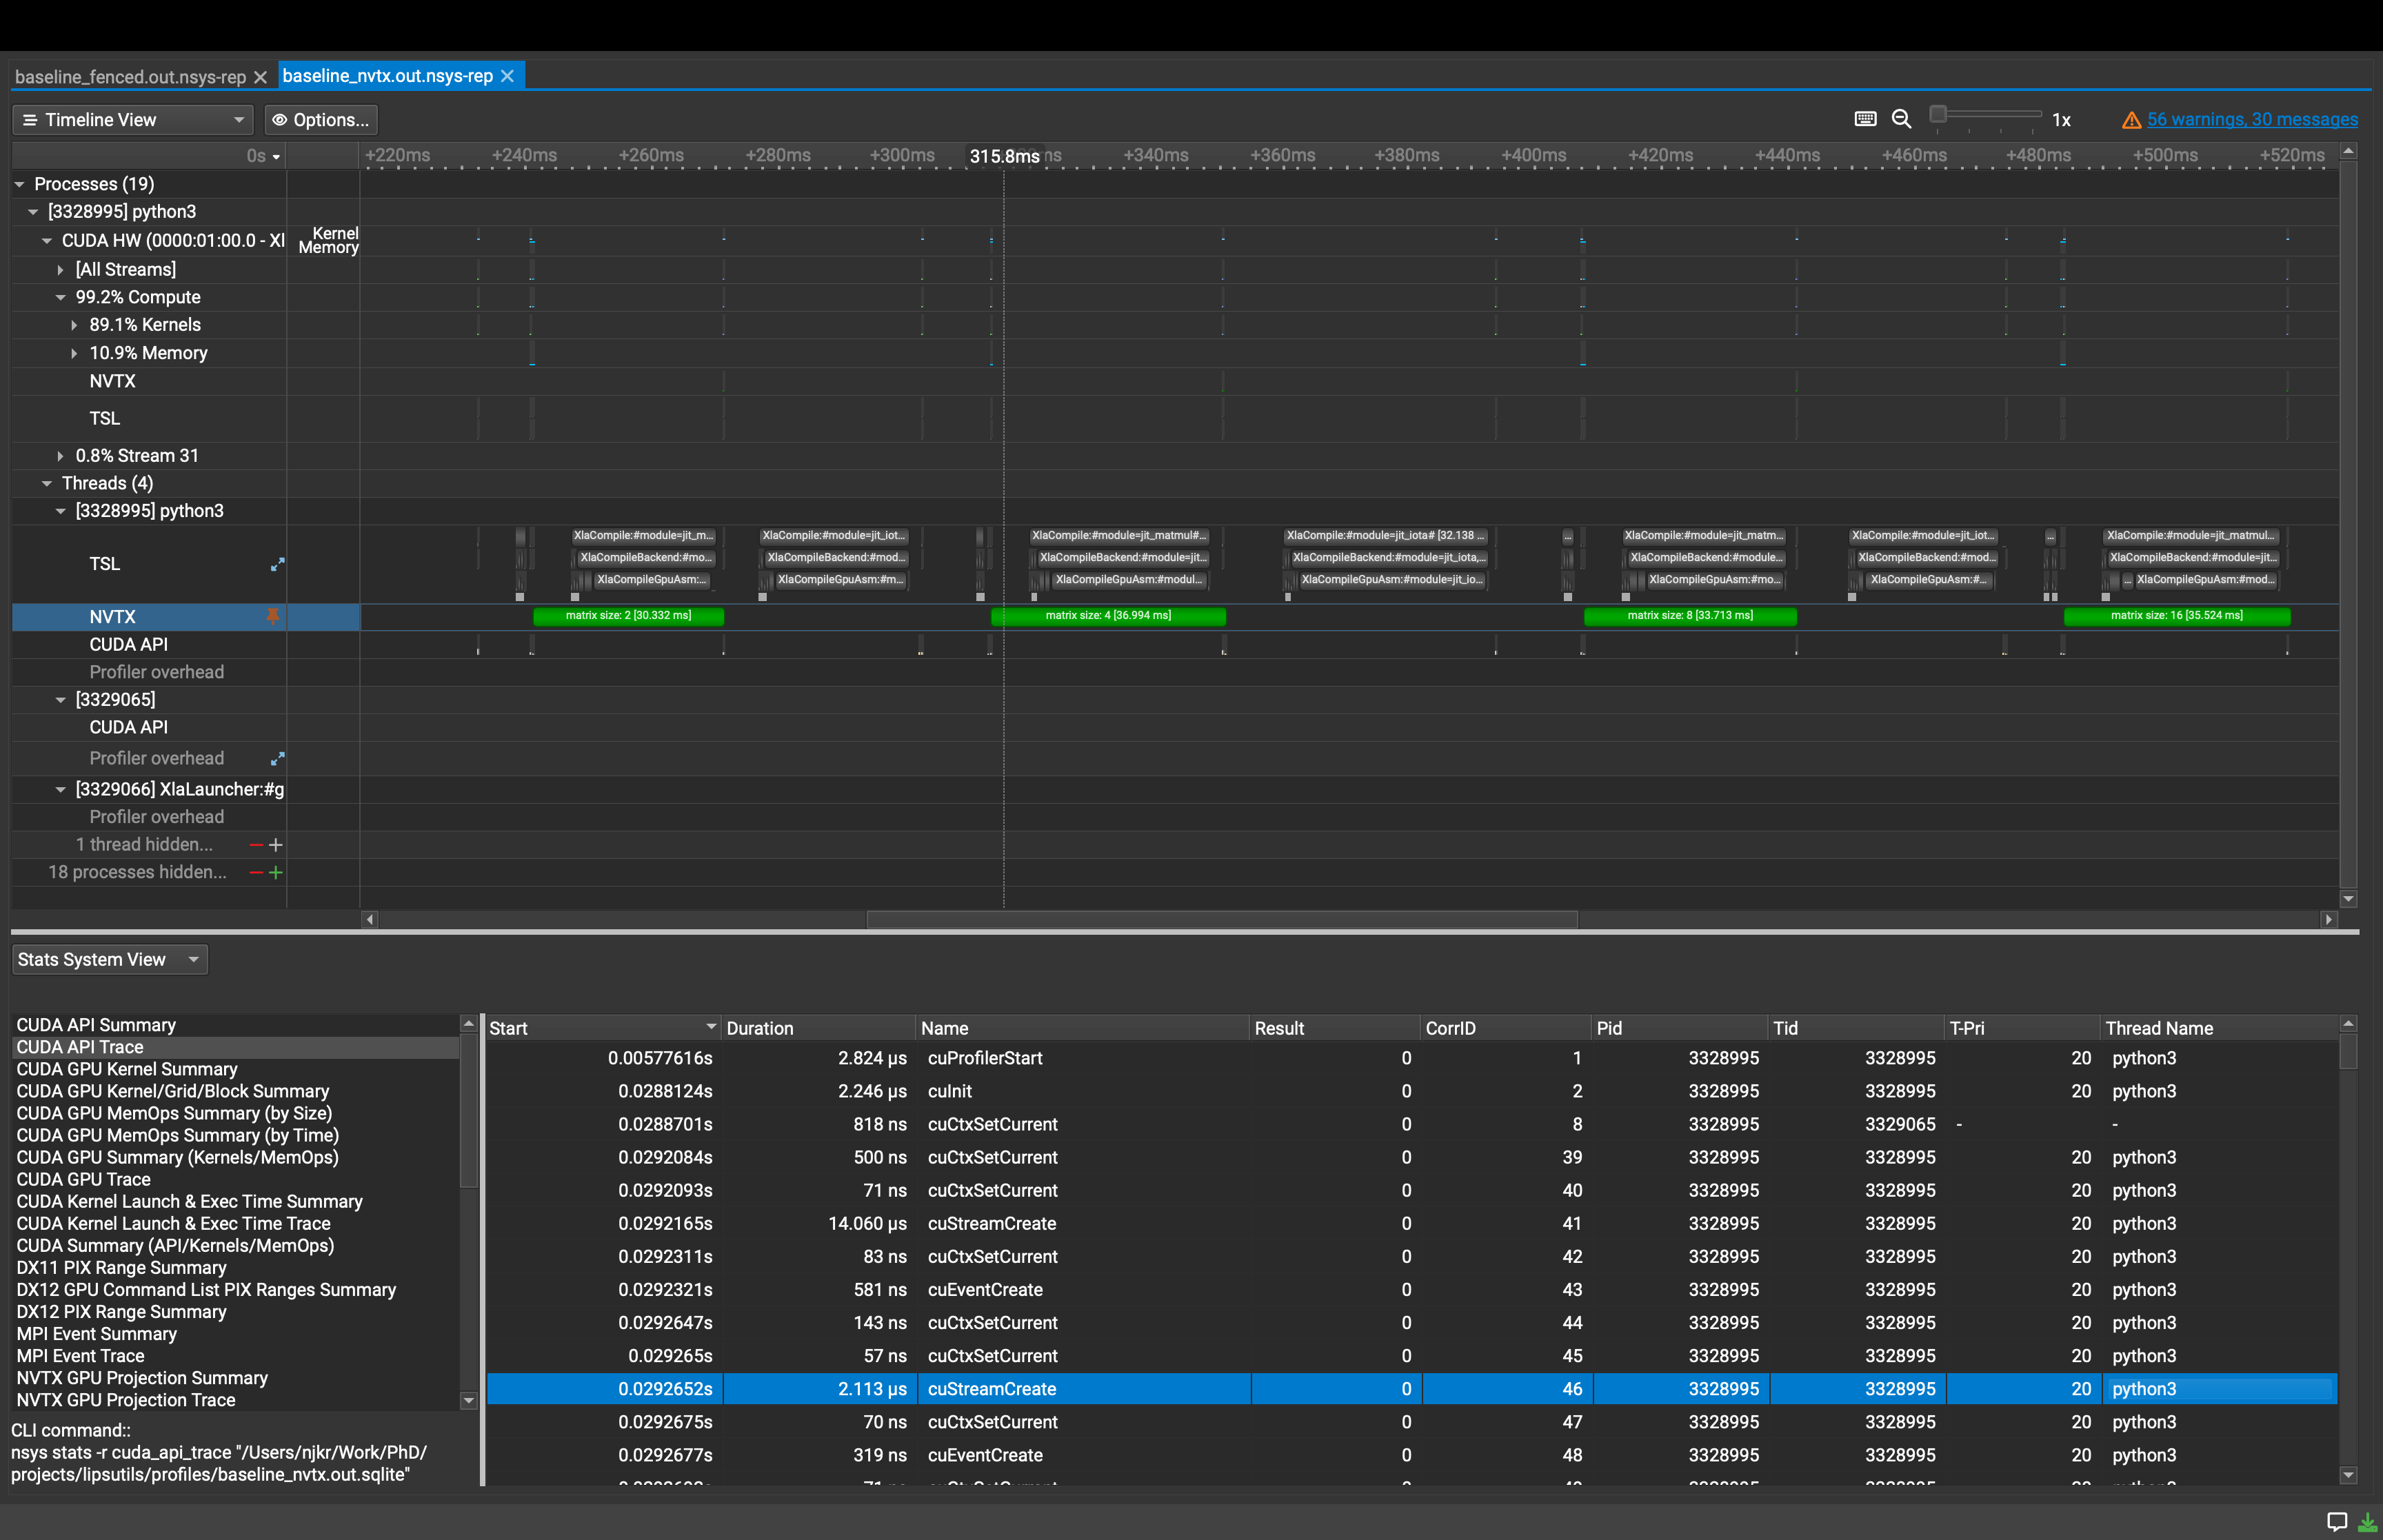 baseline_fenced.out.nsys-rep
baseline_nvtx.out.nsys-rep
Timeline View
Options...
1x
56 warnings, 30 messages
0s
+220ms +240ms +260ms +280ms +300ms 315.8ms +340ms +360ms +380ms +400ms +420ms +440ms +460ms +480ms +500ms +520ms
Processes (19)
[3328995] python3
CUDA HW (0000:01:00.0 - Xl
Kernel
Memory
[All Streams]
99.2% Compute
89.1% Kernels
10.9% Memory
NVTX
TSL
0.8% Stream 31
Threads (4)
[3328995] python3
XlaCompile:#module=jit_m... XlaCompile:#module=jit_iot... XlaCompile:#module=jit_matmul#... XlaCompile:#module=jit_iota# [32.138 ... ... XlaCompile:#module=jit_matm... XlaCompile:#module=jit_iot... ... XlaCompile:#module=jit_matmul...
TSL
XlaCompileBackend:#mo... XlaCompileBackend:#mod... XlaCompileBackend:#module=jit... XlaCompileBackend:#module=jit_iota,... XlaCompileBackend:#module... XlaCompileBackend:#mod... XlaCompileBackend:#module=jit...
XlaCompileGpuAsm:... XlaCompileGpuAsm:#m... XlaCompileGpuAsm:#modul... XlaCompileGpuAsm:#module=jit_io... XlaCompileGpuAsm:#mo... XlaCompileGpuAsm:#... ... XlaCompileGpuAsm:#mod...
NVTX
matrix size: 2 [30.332 ms] matrix size: 4 [36.994 ms] matrix size: 8 [33.713 ms] matrix size: 16 [35.524 ms]
CUDA API
Profiler overhead
[3329065]
CUDA API
Profiler overhead
[3329066] XlaLauncher:#g
Profiler overhead
1 thread hidden...
18 processes hidden...
Stats System View
CUDA API Summary
CUDA API Trace
CUDA GPU Kernel Summary
CUDA GPU Kernel/Grid/Block Summary
CUDA GPU MemOps Summary (by Size)
CUDA GPU MemOps Summary (by Time)
CUDA GPU Summary (Kernels/MemOps)
CUDA GPU Trace
CUDA Kernel Launch & Exec Time Summary
CUDA Kernel Launch & Exec Time Trace
CUDA Summary (API/Kernels/MemOps)
DX11 PIX Range Summary
DX12 GPU Command List PIX Ranges Summary
DX12 PIX Range Summary
MPI Event Summary
MPI Event Trace
NVTX GPU Projection Summary
NVTX GPU Projection Trace
CLI command::
nsys stats -r cuda_api_trace "/Users/njkr/Work/PhD/
projects/lipsutils/profiles/baseline_nvtx.out.sqlite"
Start Duration Name Result CorrID Pid Tid T-Pri Thread Name
0.00577616s 2.824 μs cuProfilerStart 0 1 3328995 3328995 20 python3
0.0288124s 2.246 μs cuInit 0 2 3328995 3328995 20 python3
0.0288701s 818 ns cuCtxSetCurrent 0 8 3328995 3329065 - -
0.0292084s 500 ns cuCtxSetCurrent 0 39 3328995 3328995 20 python3
0.0292093s 71 ns cuCtxSetCurrent 0 40 3328995 3328995 20 python3
0.0292165s 14.060 μs cuStreamCreate 0 41 3328995 3328995 20 python3
0.0292311s 83 ns cuCtxSetCurrent 0 42 3328995 3328995 20 python3
0.0292321s 581 ns cuEventCreate 0 43 3328995 3328995 20 python3
0.0292647s 143 ns cuCtxSetCurrent 0 44 3328995 3328995 20 python3
0.029265s 57 ns cuCtxSetCurrent 0 45 3328995 3328995 20 python3
0.0292652s 2.113 μs cuStreamCreate 0 46 3328995 3328995 20 python3
0.0292675s 70 ns cuCtxSetCurrent 0 47 3328995 3328995 20 python3
0.0292677s 319 ns cuEventCreate 0 48 3328995 3328995 20 python3